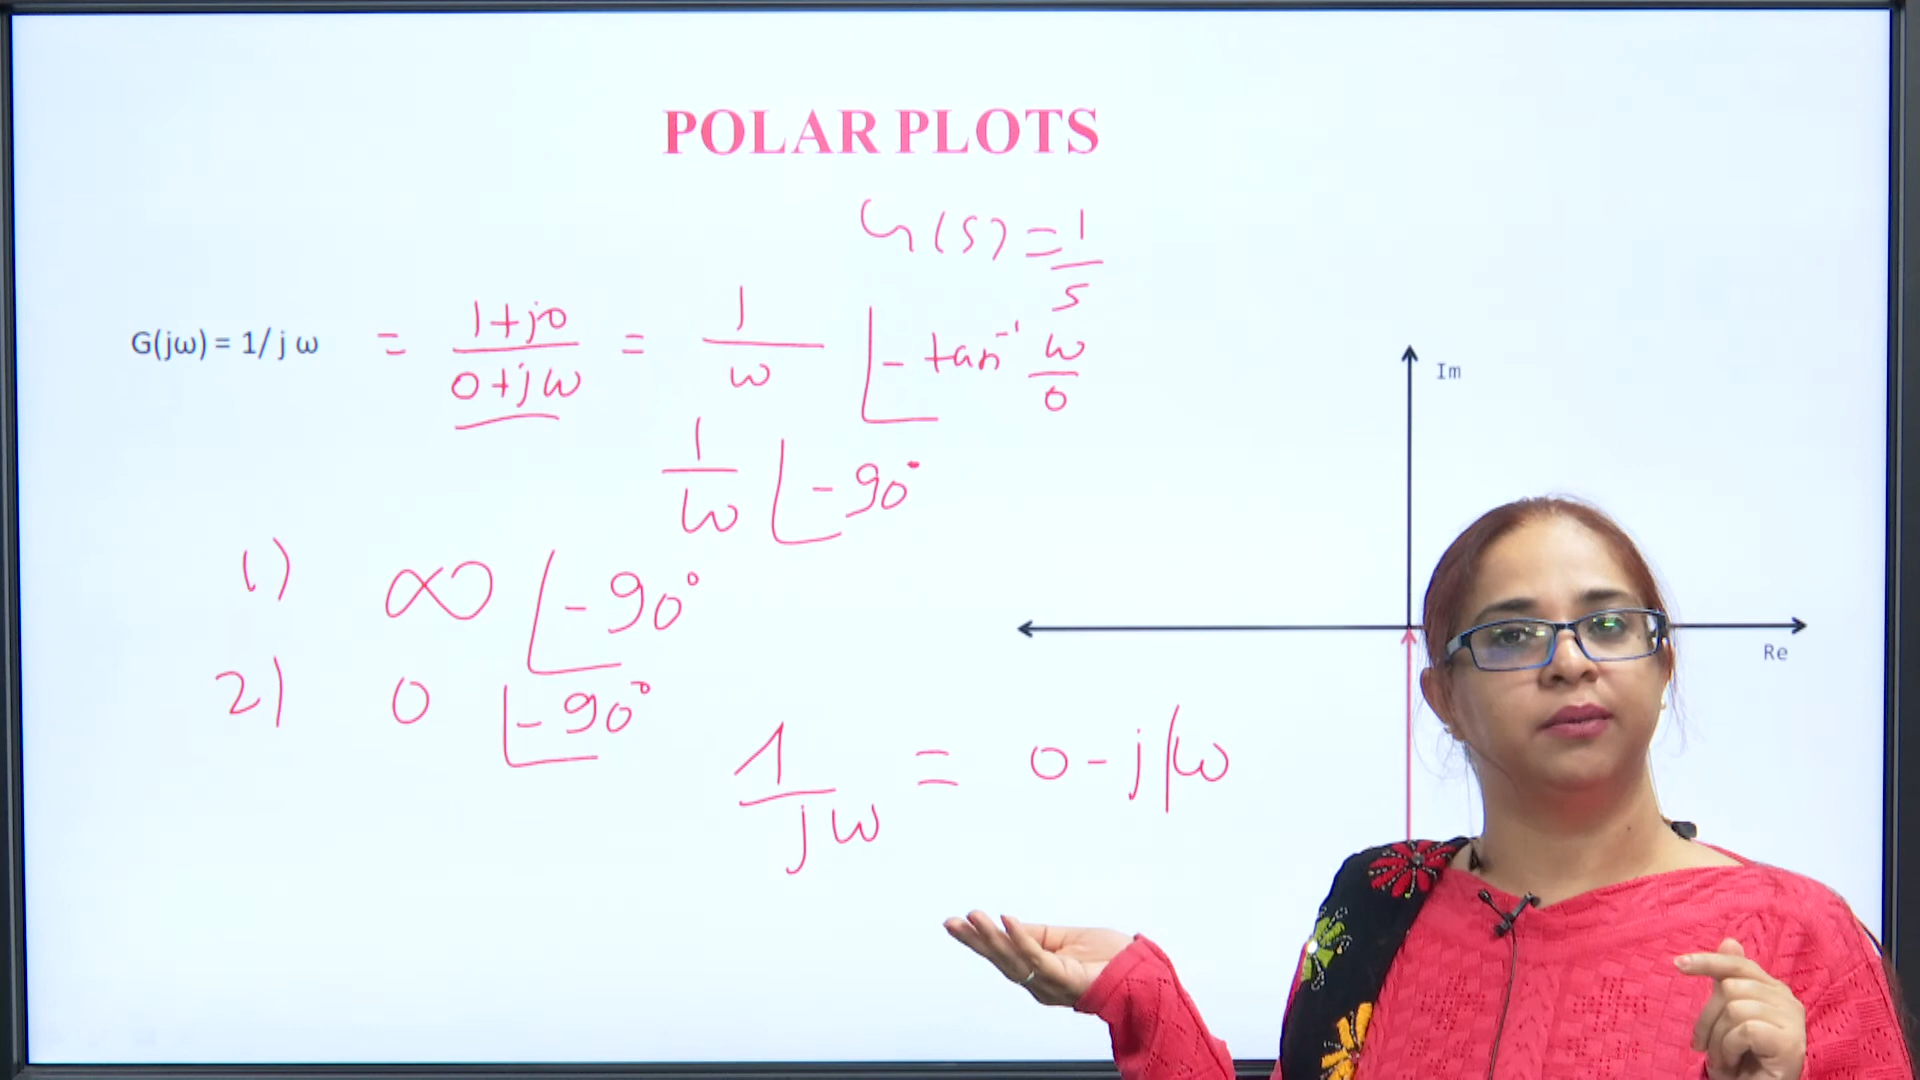 POLAR PLOTS
G(s) = 1/s
G(jω) = 1/ j ω = (1+j0)/(0+jω) = 1/ω ∠-tan⁻¹ ω/0
1/ω ∠-90°
1) ∞ ∠-90°
2) 0 ∠-90°
1/jω = 0-j/ω
Im
Re